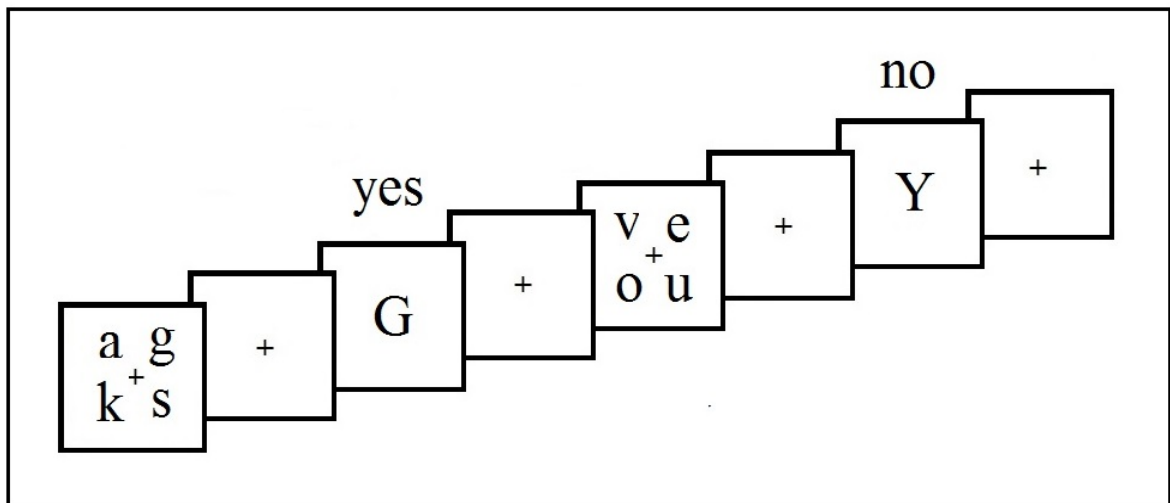 a g
+
k s
+
yes
G
+
v e
+
o u
+
no
Y
+